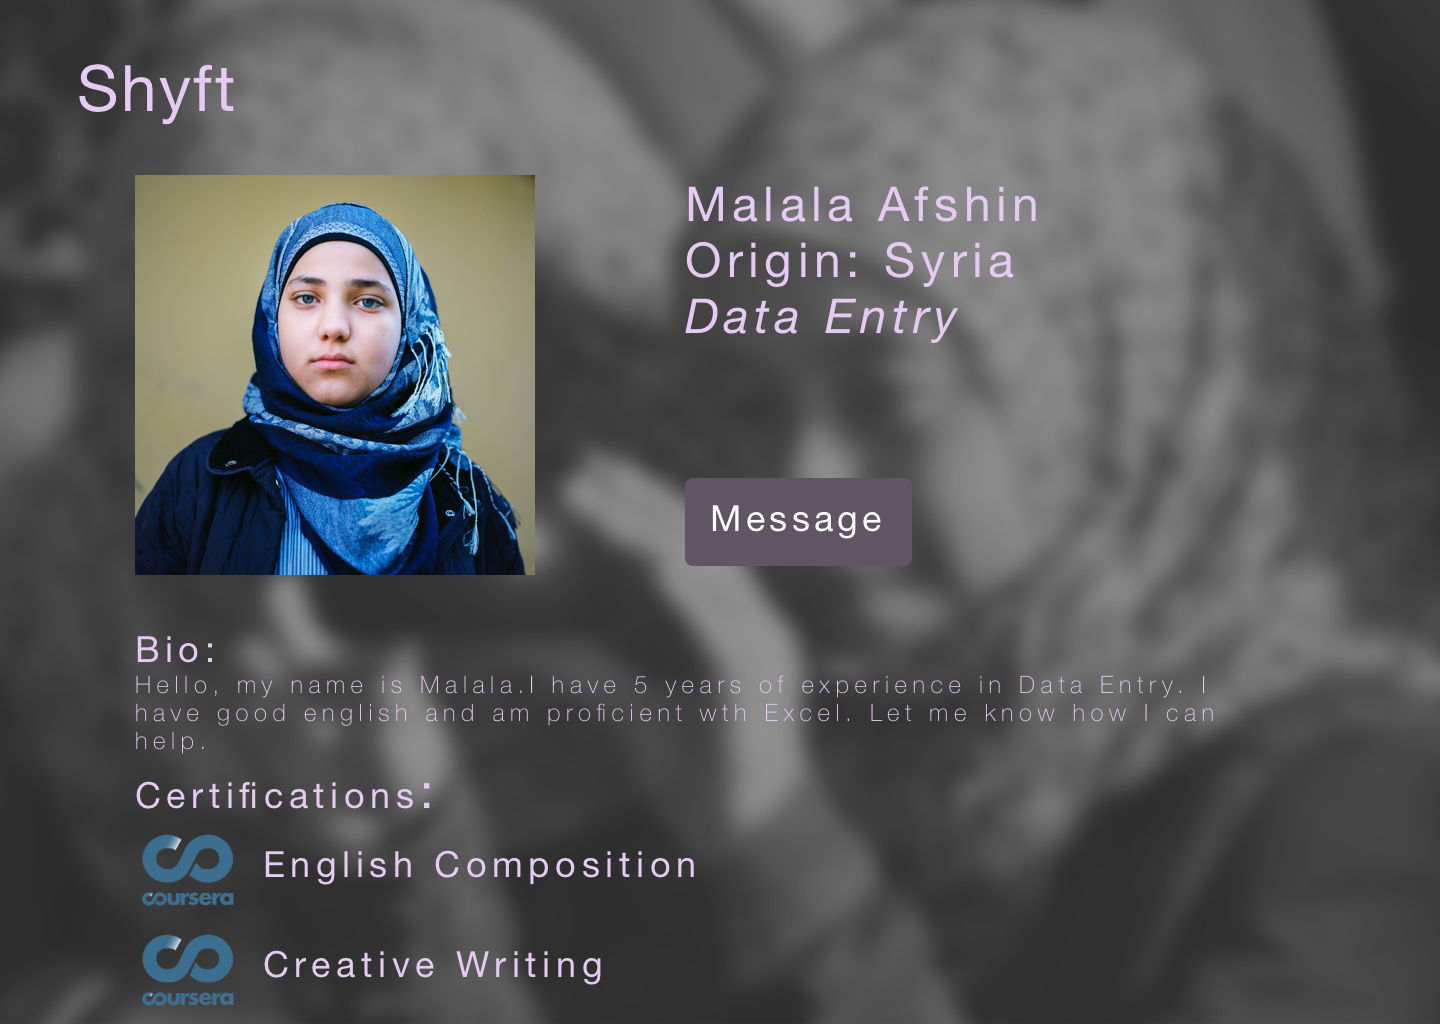 Shyft
Malala Afshin
Origin: Syria
Data Entry
Message
Bio:
Hello, my name is Malala.I have 5 years of experience in Data Entry. I
have good english and am proficient wth Excel. Let me know how I can
help.
Certifications:
coursera
English Composition
coursera
Creative Writing